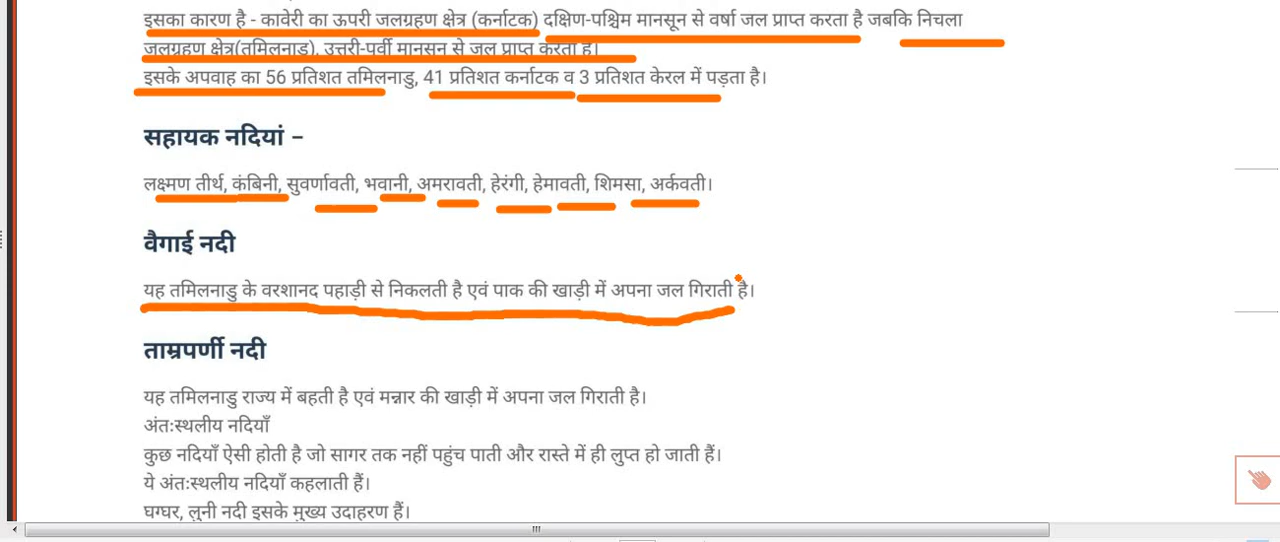 इसका कारण है - कावेरी का ऊपरी जलग्रहण क्षेत्र (कर्नाटक) दक्षिण-पश्चिम मानसून से वर्षा जल प्राप्त करता है जबकि निचला
जलग्रहण क्षेत्र(तमिलनाडु), उत्तरी-पूर्वी मानसून से जल प्राप्त करता है।
इसके अपवाह का 56 प्रतिशत तमिलनाडु, 41 प्रतिशत कर्नाटक व 3 प्रतिशत केरल में पड़ता है।
सहायक नदियां –
लक्ष्मण तीर्थ, कंबिनी, सुवर्णावती, भवानी, अमरावती, हेरंगी, हेमावती, शिमसा, अर्कवती।
वैगाई नदी
यह तमिलनाडु के वरशानद पहाड़ी से निकलती है एवं पाक की खाड़ी में अपना जल गिराती है।
ताम्रपर्णी नदी
यह तमिलनाडु राज्य में बहती है एवं मन्नार की खाड़ी में अपना जल गिराती है।
अंतःस्थलीय नदियाँ
कुछ नदियाँ ऐसी होती है जो सागर तक नहीं पहुंच पाती और रास्ते में ही लुप्त हो जाती हैं।
ये अंतःस्थलीय नदियाँ कहलाती हैं।
घग्घर, लुनी नदी इसके मुख्य उदाहरण हैं।